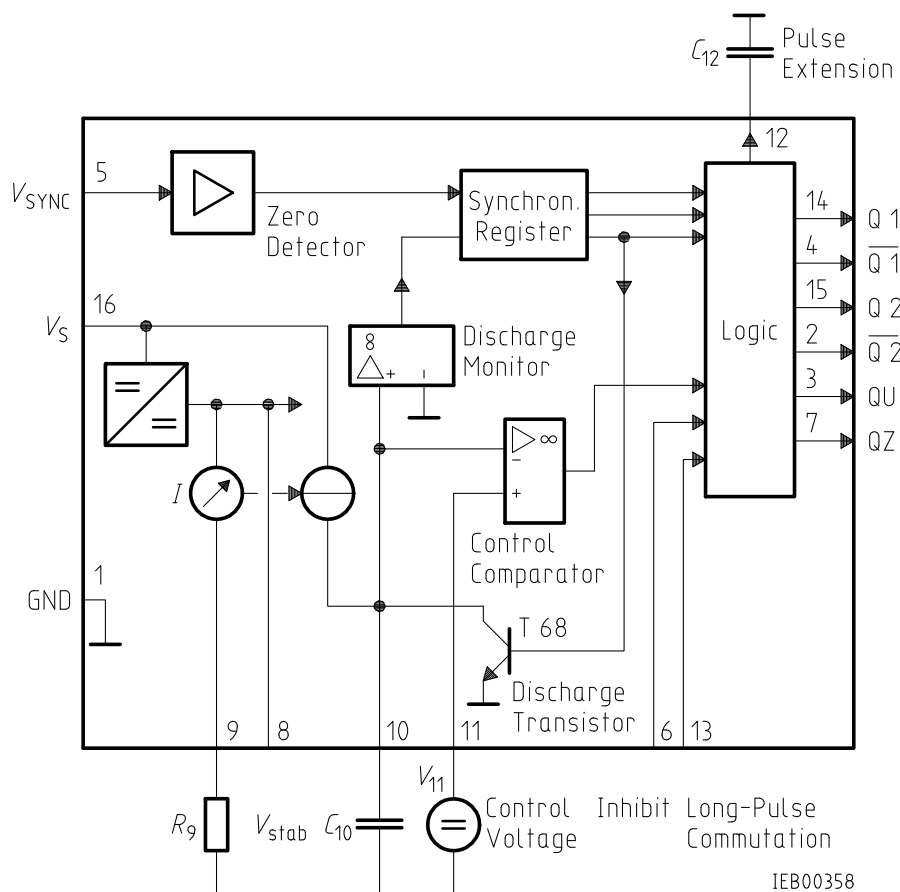 C12
Pulse
Extension
12
5
VSYNC
Zero
Detector
Synchron.
Register
14
Q 1
4
Q̅ 1̅
15
Q 2
2
Q̅ 2̅
3
QU
7
QZ
Logic
16
VS
8
+
-
Discharge
Monitor
∞
-
+
Control
Comparator
I
1
GND
T 68
Discharge
Transistor
9
8
10
11
6
13
V11
R9
Vstab
C10
Control
Voltage
Inhibit
Long-Pulse
Commutation
IEB00358